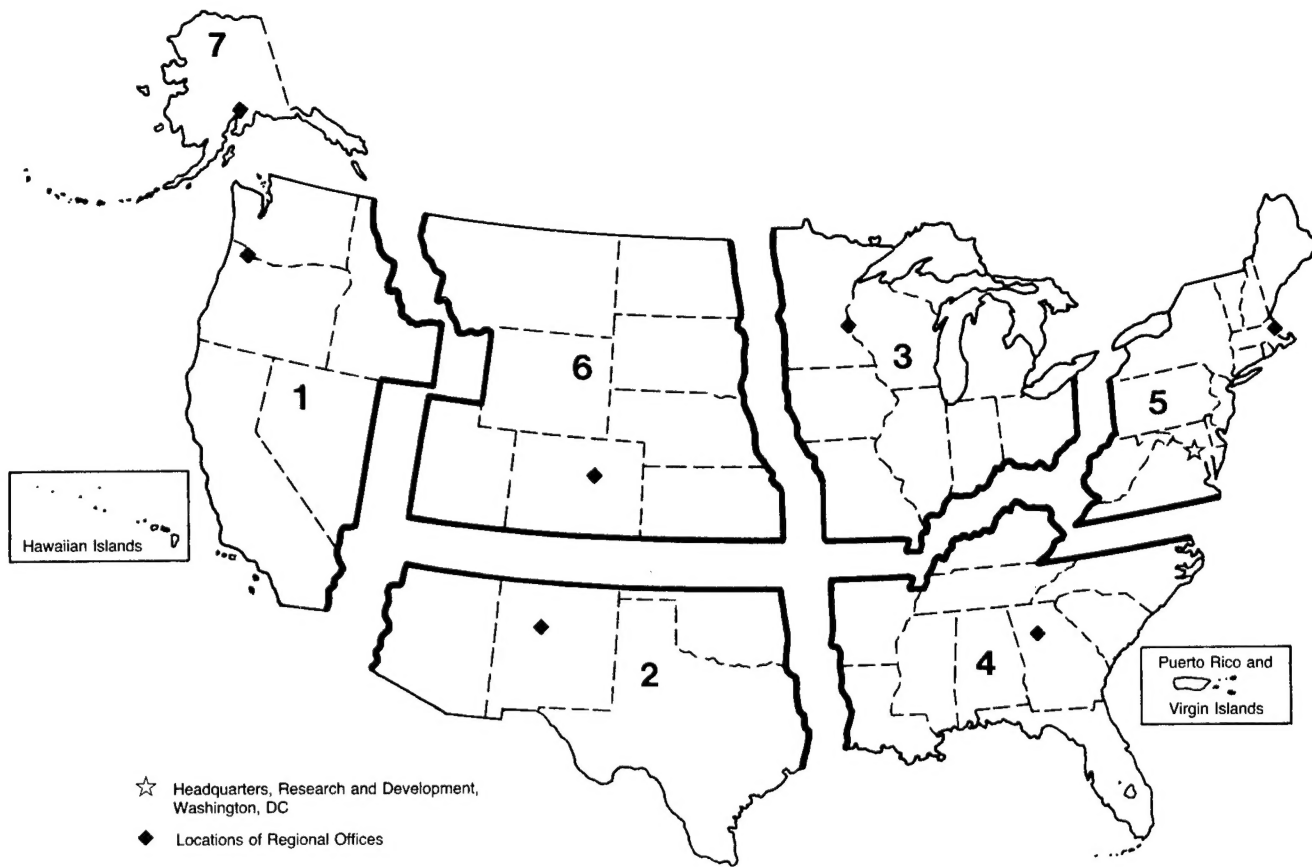 7
1
6
3
5
Hawaiian Islands
2
4
Puerto Rico and
Virgin Islands
Headquarters, Research and Development,
Washington, DC
Locations of Regional Offices